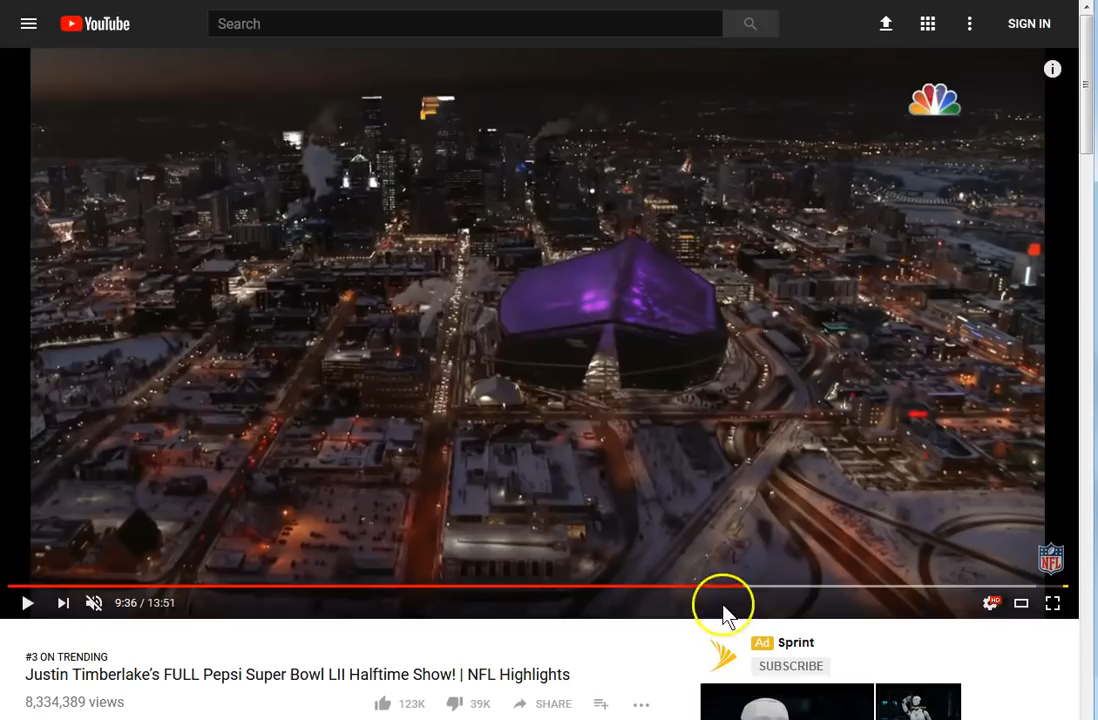 YouTube
Search
SIGN IN
i
NFL
HD
9:36 / 13:51
#3 ON TRENDING
Justin Timberlake's FULL Pepsi Super Bowl LII Halftime Show! | NFL Highlights
8,334,389 views
123K
39K
SHARE
Ad Sprint
SUBSCRIBE